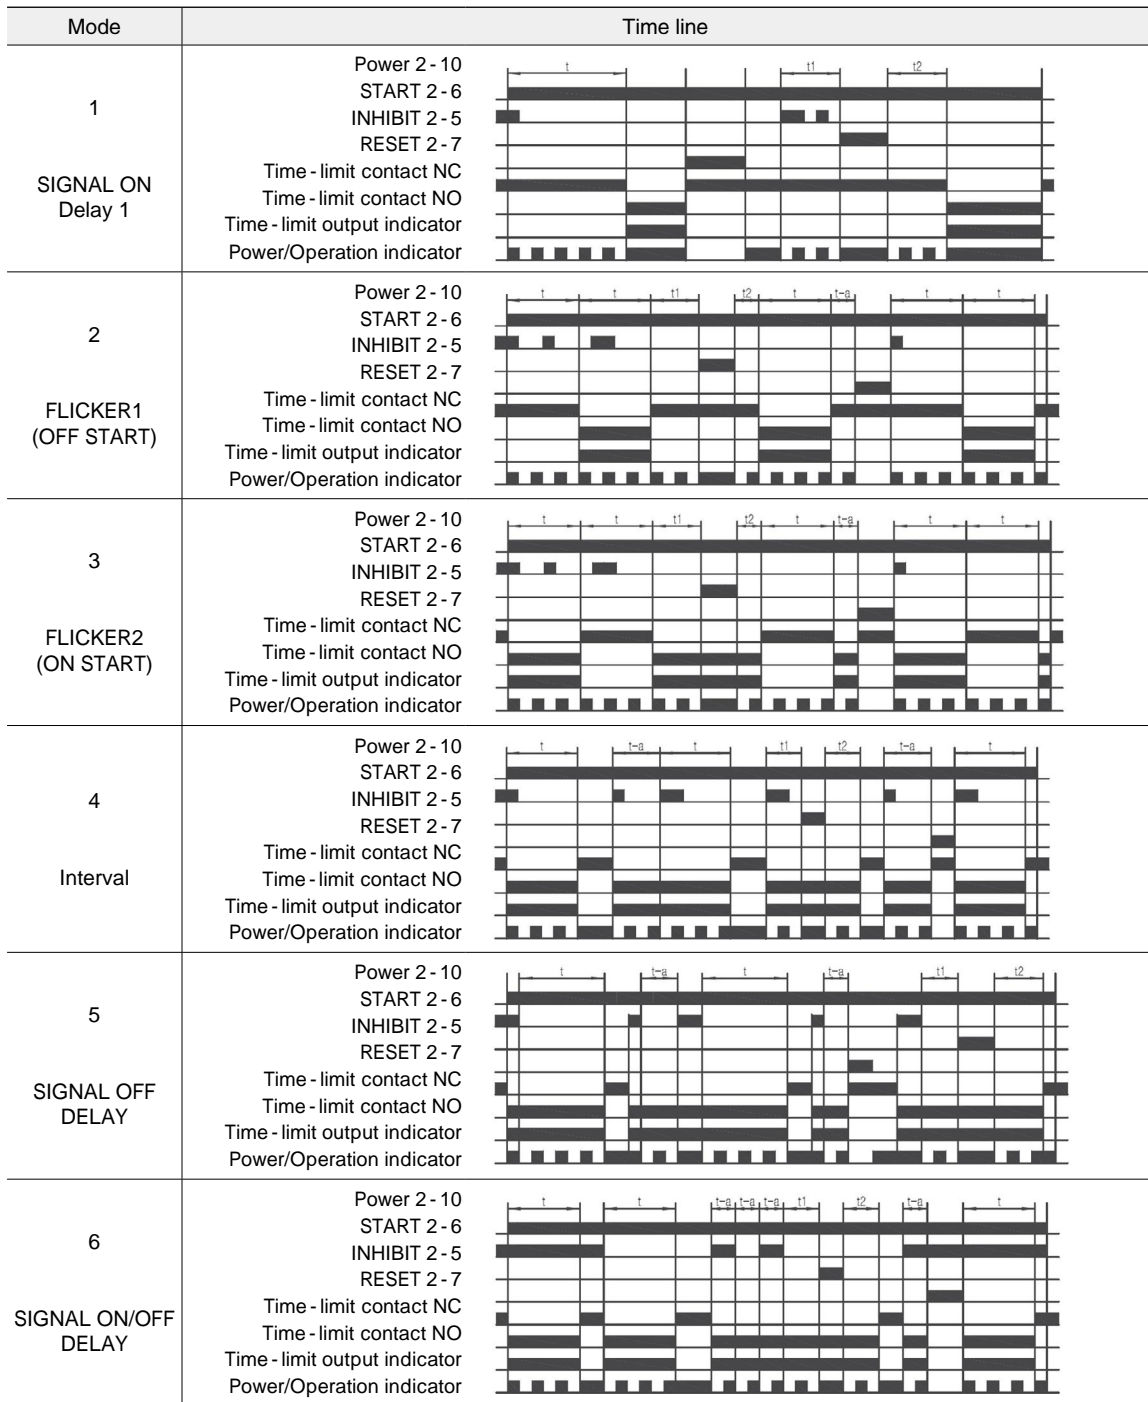 Mode Time line
1
SIGNAL ON
Delay 1
Power 2-10
START 2-6
INHIBIT 2-5
RESET 2-7
Time-limit contact NC
Time-limit contact NO
Time-limit output indicator
Power/Operation indicator
t t1 t2
2
FLICKER1
(OFF START)
Power 2-10
START 2-6
INHIBIT 2-5
RESET 2-7
Time-limit contact NC
Time-limit contact NO
Time-limit output indicator
Power/Operation indicator
t t t1 t2 t t-a t t
3
FLICKER2
(ON START)
Power 2-10
START 2-6
INHIBIT 2-5
RESET 2-7
Time-limit contact NC
Time-limit contact NO
Time-limit output indicator
Power/Operation indicator
t t t1 t2 t t-a t t
4
Interval
Power 2-10
START 2-6
INHIBIT 2-5
RESET 2-7
Time-limit contact NC
Time-limit contact NO
Time-limit output indicator
Power/Operation indicator
t t-a t t1 t2 t-a t
5
SIGNAL OFF
DELAY
Power 2-10
START 2-6
INHIBIT 2-5
RESET 2-7
Time-limit contact NC
Time-limit contact NO
Time-limit output indicator
Power/Operation indicator
t t-a t t-a t1 t2
6
SIGNAL ON/OFF
DELAY
Power 2-10
START 2-6
INHIBIT 2-5
RESET 2-7
Time-limit contact NC
Time-limit contact NO
Time-limit output indicator
Power/Operation indicator
t t t-a t-a t-a t1 t2 t-a t